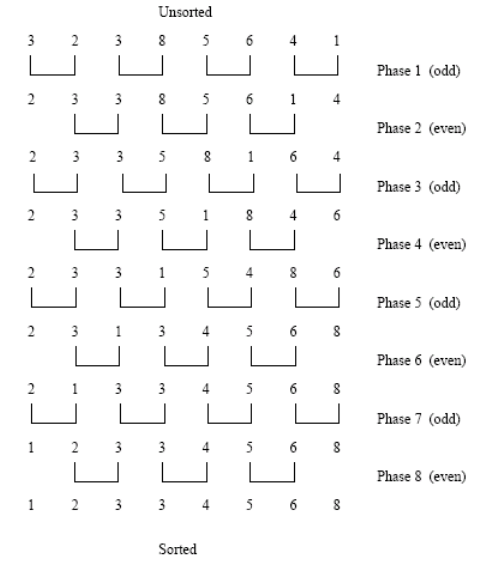 Unsorted
3 2 3 8 5 6 4 1
Phase 1 (odd)
2 3 3 8 5 6 1 4
Phase 2 (even)
2 3 3 5 8 1 6 4
Phase 3 (odd)
2 3 3 5 1 8 4 6
Phase 4 (even)
2 3 3 1 5 4 8 6
Phase 5 (odd)
2 3 1 3 4 5 6 8
Phase 6 (even)
2 1 3 3 4 5 6 8
Phase 7 (odd)
1 2 3 3 4 5 6 8
Phase 8 (even)
1 2 3 3 4 5 6 8
Sorted